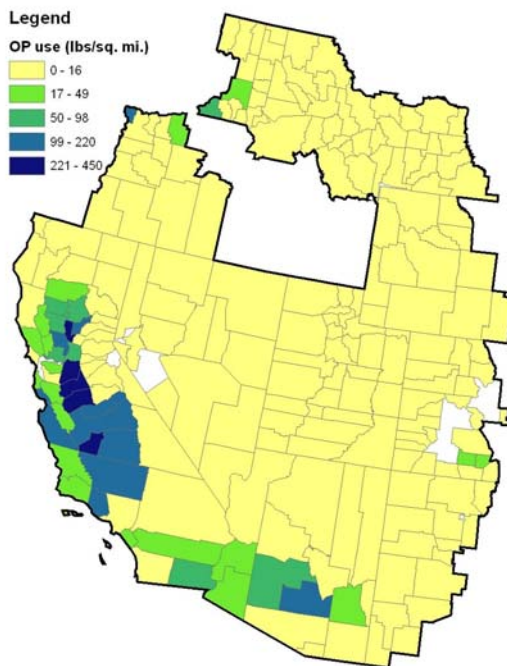 Legend
OP use (lbs/sq. mi.)
0 - 16
17 - 49
50 - 98
99 - 220
221 - 450